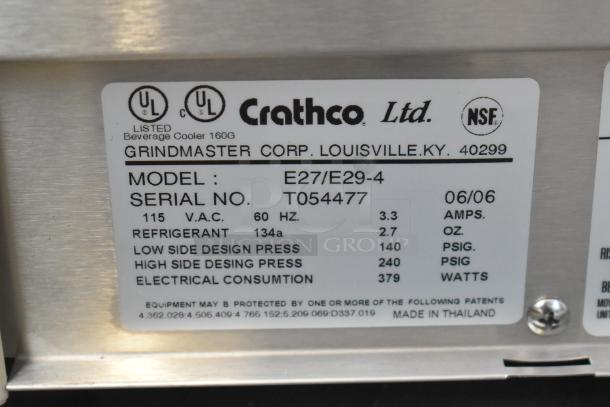 UL
LISTED
c UL
Crathco Ltd.
NSF
Beverage Cooler 160G
GRINDMASTER CORP. LOUISVILLE.KY. 40299
MODEL : E27/E29-4
SERIAL NO. T054477 06/06
115 V.A.C. 60 HZ. 3.3 AMPS.
REFRIGERANT 134a 2.7 OZ.
LOW SIDE DESIGN PRESS 140 PSIG.
HIGH SIDE DESING PRESS 240 PSIG
ELECTRICAL CONSUMTION 379 WATTS
EQUIPMENT MAY B PROTECTED BY ONE OR MORE OF THE FOLLOWING PATENTS
4.362.028;4.506.409;4.765.152;5.209.069;D337.019 MADE IN THAILAND